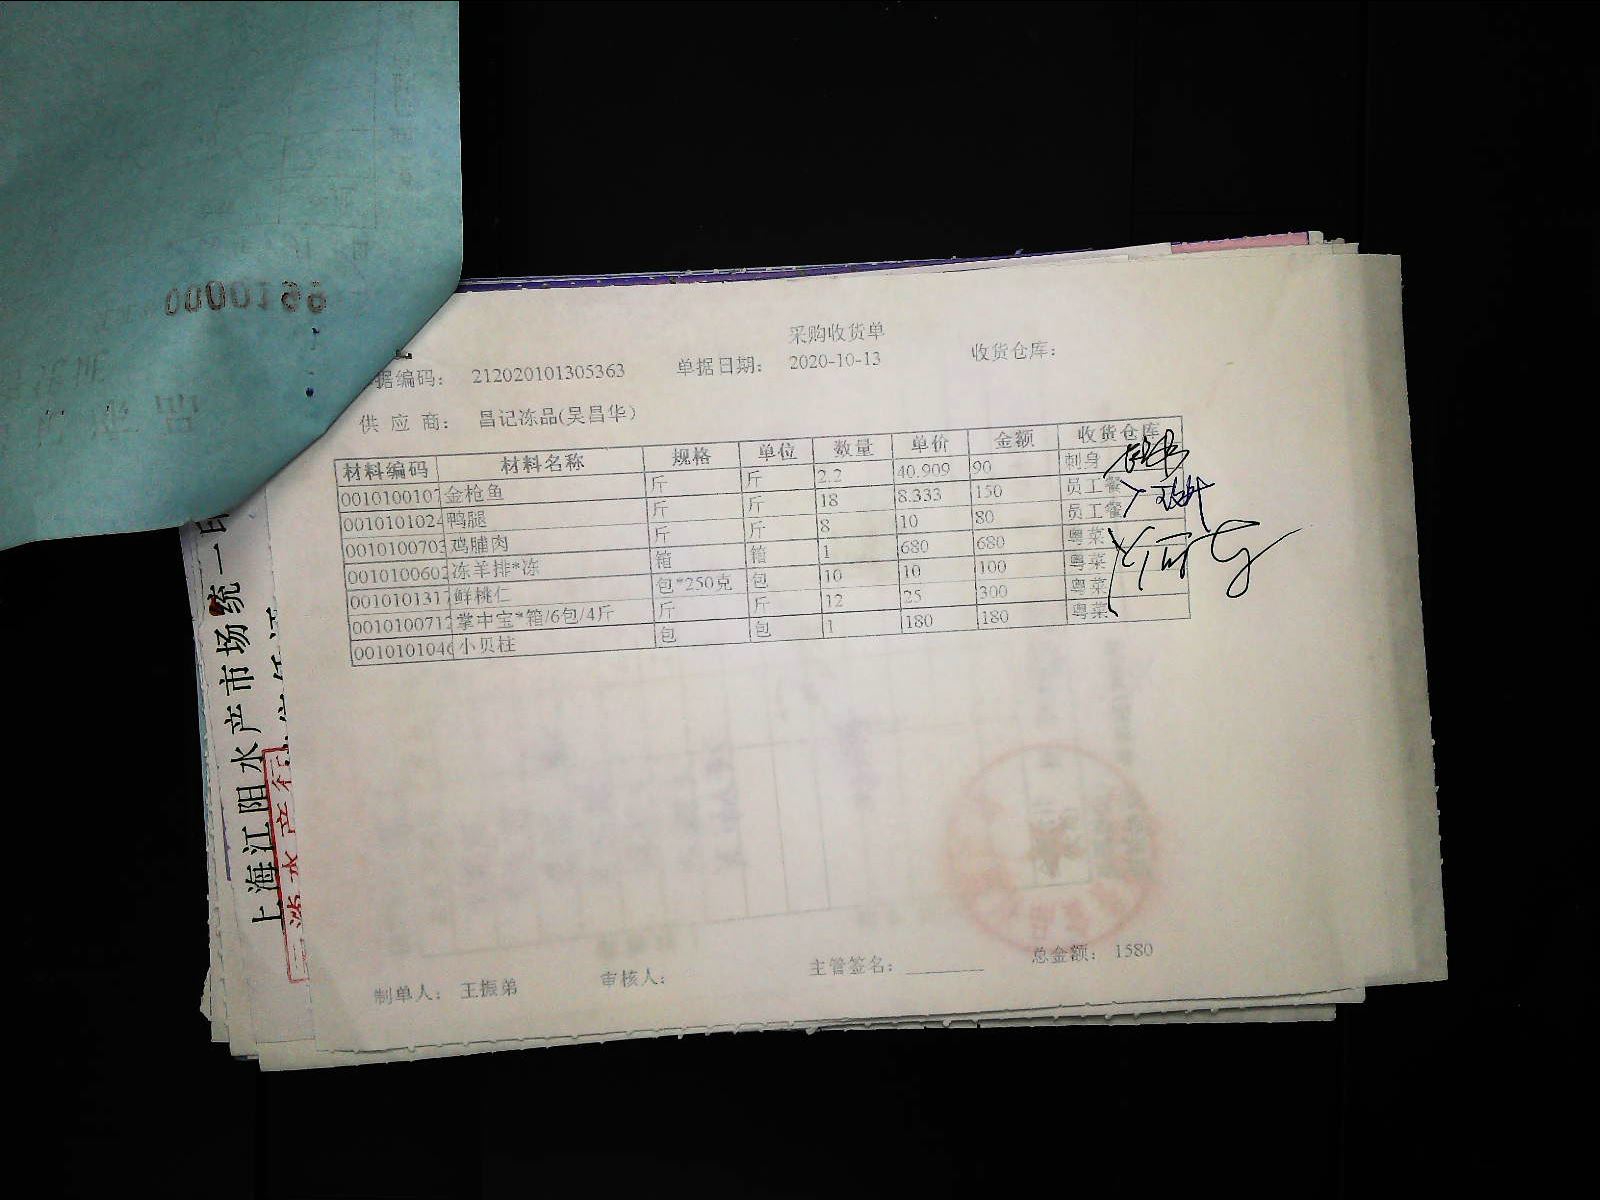 采购收货单
据编码： 212020101305363 单据日期： 2020-10-13 收货仓库：
供 应 商： 昌记冻品(吴昌华)
材料编码 材料名称 规格 单位 数量 单价 金额 收货仓库
0010100107 金枪鱼 斤 斤 2.2 40.909 90 刺身
0010101024 鸭腿 斤 斤 18 8.333 150 员工餐
0010100703 鸡脯肉 斤 斤 8 10 80 员工餐
0010100602 冻羊排*冻 箱 箱 1 680 680 粤菜
0010101317 鲜桃仁 包*250克 包 10 10 100 粤菜
0010100712 掌中宝*箱/6包/4斤 斤 斤 12 25 300 粤菜
0010101046 小贝柱 包 包 1 180 180 粤菜
制单人： 王振弟 审核人： 主管签名： 总金额： 1580
上海江阳水产市场统一
水产行
00001